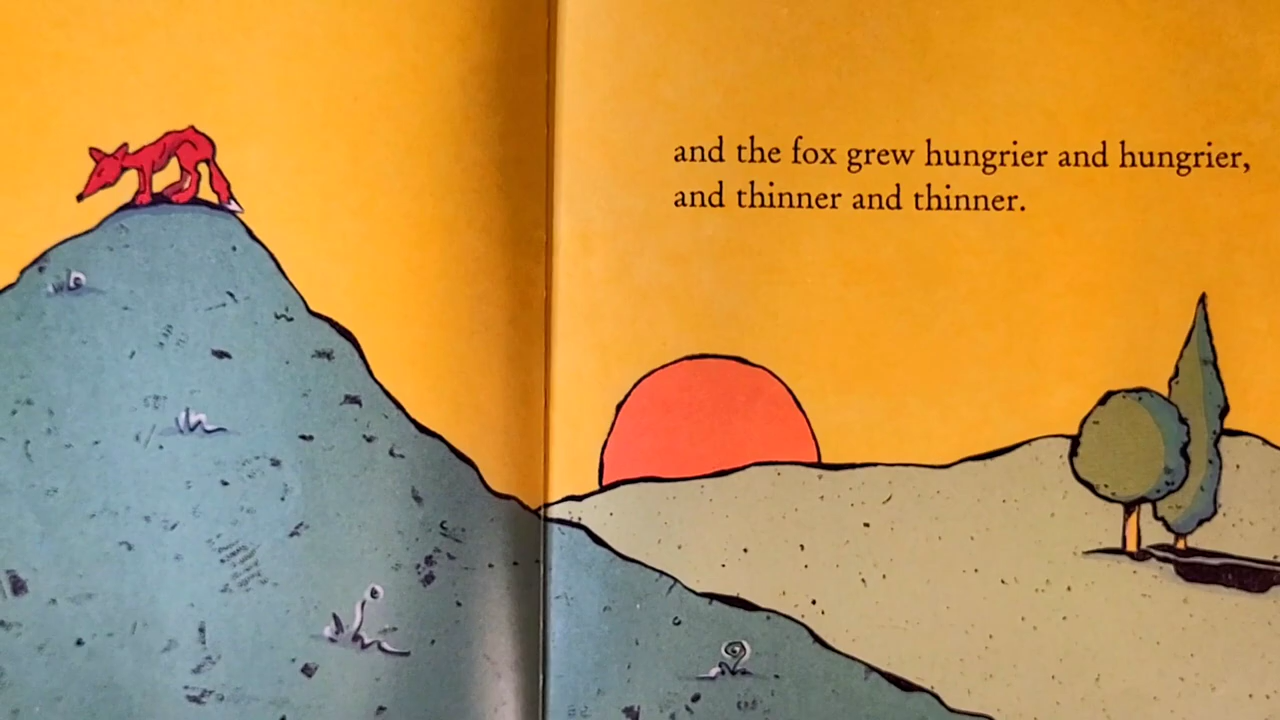 and the fox grew hungrier and hungrier,
and thinner and thinner.